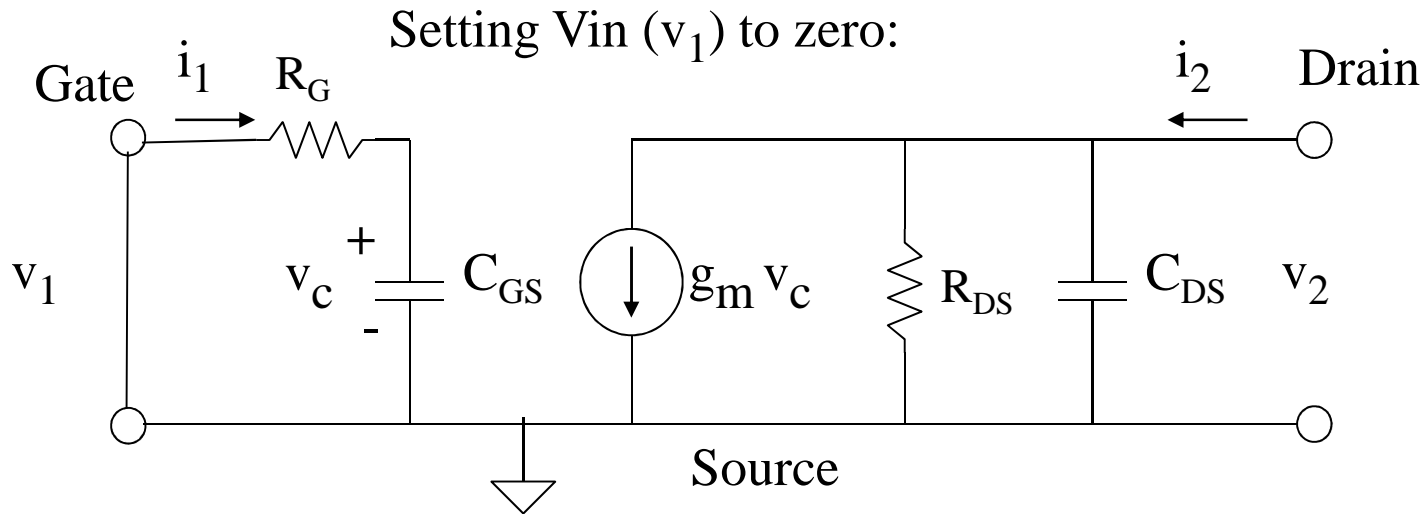 Setting Vin (v1) to zero:
Gate
i1
RG
i2
Drain
v1
+
vc
-
CGS
gm vc
RDS
CDS
v2
Source